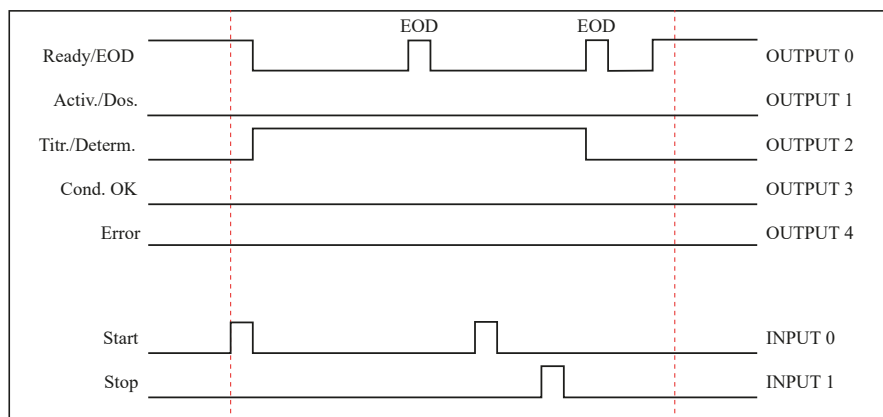 EOD EOD
Ready/EOD OUTPUT 0
Activ./Dos. OUTPUT 1
Titr./Determ. OUTPUT 2
Cond. OK OUTPUT 3
Error OUTPUT 4
Start INPUT 0
Stop INPUT 1